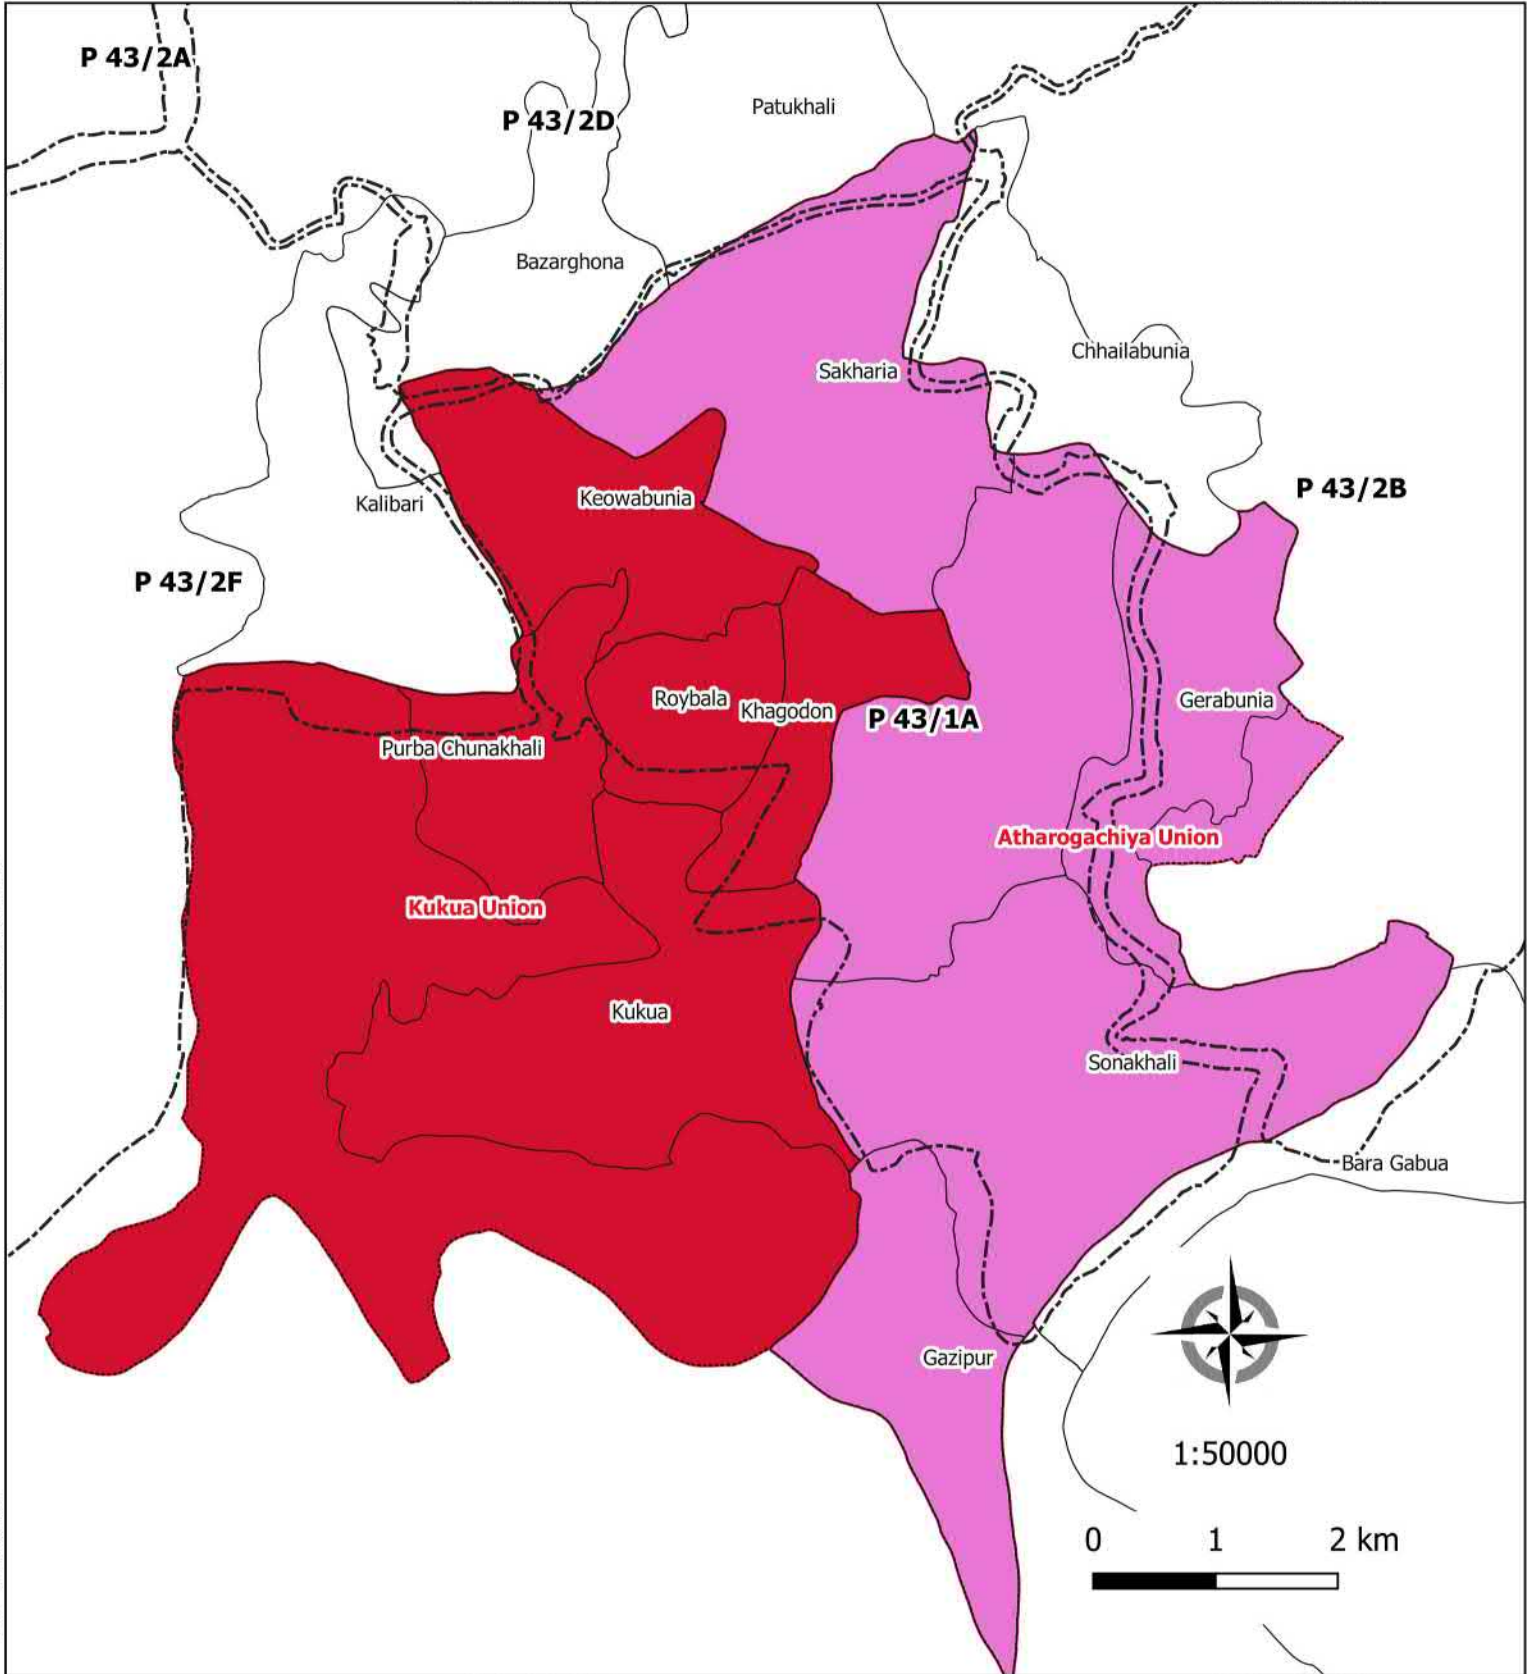 P 43/2A
Patukhali
P 43/2D
Bazarghona
Chhailabunia
Sakharia
P 43/2B
Keowabunia
Kalibari
P 43/2F
Roybala
Gerabunia
Khagodon
P 43/1A
Purba Chunakhali
Atharogachiya Union
Kukua Union
Kukua
Sonakhali
Bara Gabua
Gazipur
1:50000
0 1 2 km